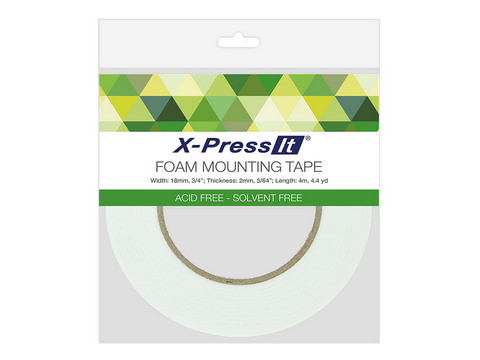 X-Press It®
FOAM MOUNTING TAPE
Width: 18mm, 3/4"; Thickness: 2mm, 5/64"; Length: 4m, 4.4 yd
ACID FREE - SOLVENT FREE